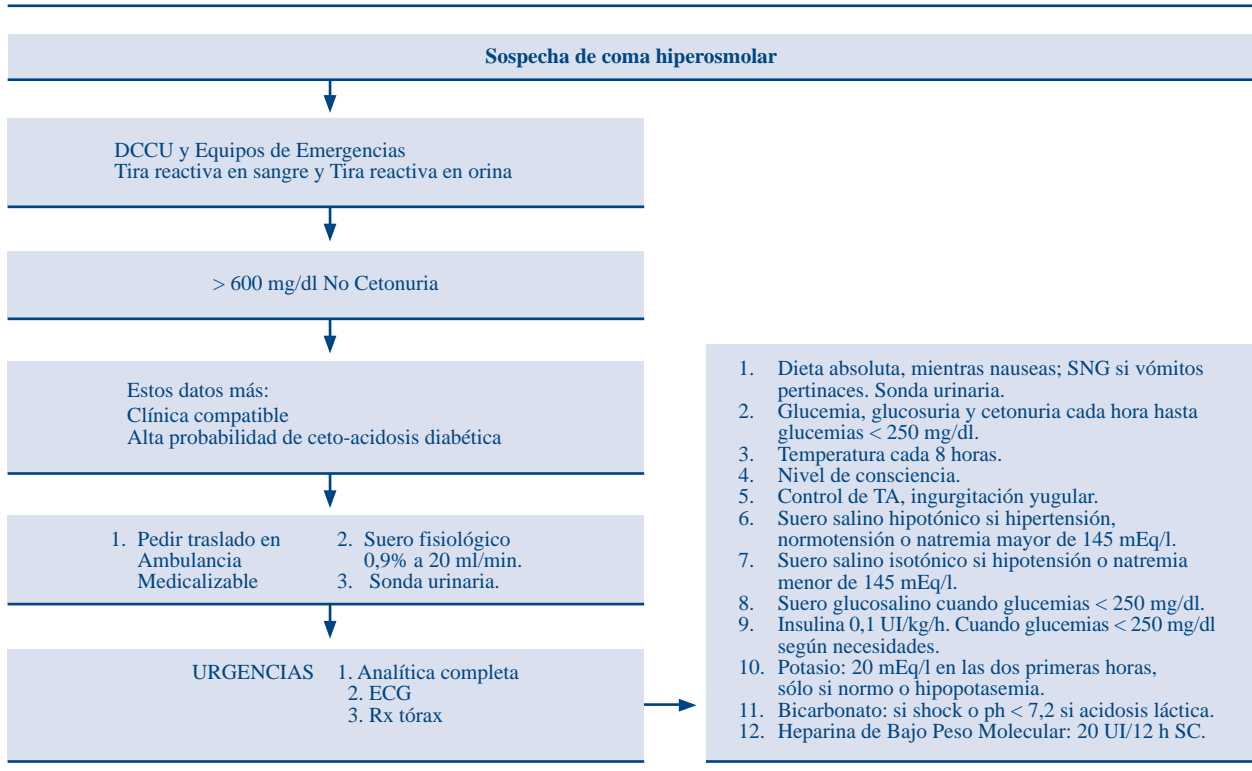 Sospecha de coma hiperosmolar
DCCU y Equipos de Emergencias
Tira reactiva en sangre y Tira reactiva en orina
> 600 mg/dl No Cetonuria
Estos datos más:
Clínica compatible
Alta probabilidad de ceto-acidosis diabética
1. Pedir traslado en
Ambulancia
Medicalizable
2. Suero fisiológico
0,9% a 20 ml/min.
3. Sonda urinaria.
URGENCIAS 1. Analítica completa
2. ECG
3. Rx tórax
1. Dieta absoluta, mientras nauseas; SNG si vómitos
pertinaces. Sonda urinaria.
2. Glucemia, glucosuria y cetonuria cada hora hasta
glucemias < 250 mg/dl.
3. Temperatura cada 8 horas.
4. Nivel de consciencia.
5. Control de TA, ingurgitación yugular.
6. Suero salino hipotónico si hipertensión,
normotensión o natremia mayor de 145 mEq/l.
7. Suero salino isotónico si hipotensión o natremia
menor de 145 mEq/l.
8. Suero glucosalino cuando glucemias < 250 mg/dl.
9. Insulina 0,1 UI/kg/h. Cuando glucemias < 250 mg/dl
según necesidades.
10. Potasio: 20 mEq/l en las dos primeras horas,
sólo si normo o hipopotasemia.
11. Bicarbonato: si shock o ph < 7,2 si acidosis láctica.
12. Heparina de Bajo Peso Molecular: 20 UI/12 h SC.